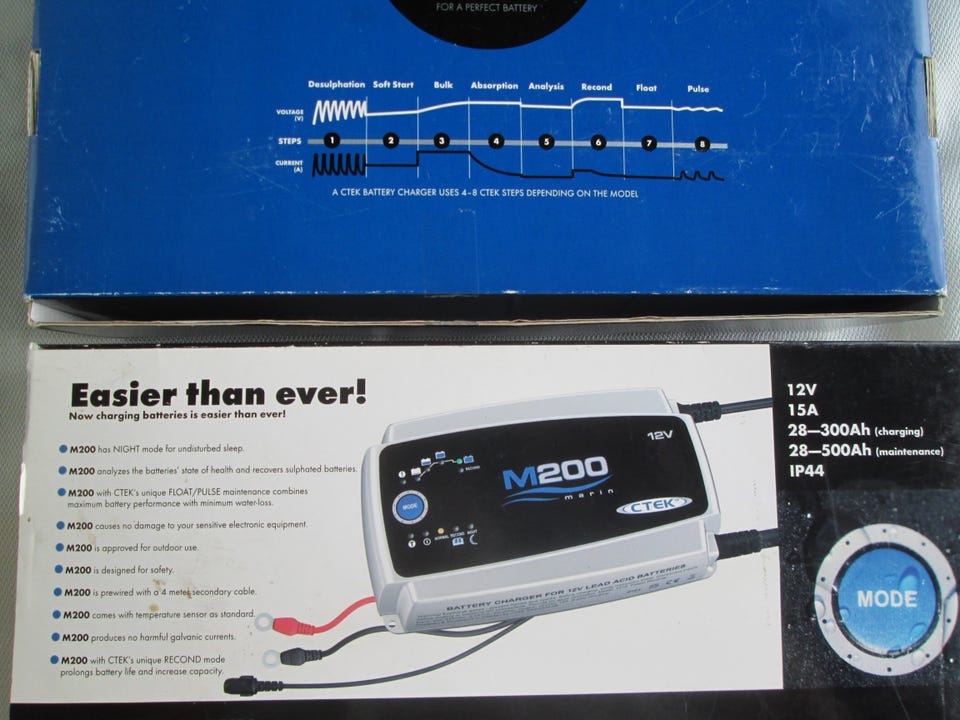 FOR A PERFECT BATTERY
Desulphation Soft Start Bulk Absorption Analysis Recond Float Pulse
VOLTAGE
(V)
STEPS 1 2 3 4 5 6 7 8
CURRENT
(A)
A CTEK BATTERY CHARGER USES 4-8 CTEK STEPS DEPENDING ON THE MODEL
Easier than ever!
Now charging batteries is easier than ever!
M200 has NIGHT mode for undisturbed sleep.
M200 analyzes the batteries' state of health and recovers sulphated batteries.
M200 with CTEK's unique FLOAT/PULSE maintenance combines
maximum battery performance with minimum water-loss.
M200 causes no damage to your sensitive electronic equipment.
M200 is approved for outdoor use.
M200 is designed for safety.
M200 is prewired with a 4 meter secondary cable.
M200 comes with temperature sensor as standard.
M200 produces no harmful galvanic currents.
M200 with CTEK's unique RECOND mode
prolongs battery life and increase capacity.
12V
RECOND
M200
marin
CTEK
MODE
NORMAL RECOND NIGHT
BATTERY CHARGER FOR 12V LEAD ACID BATTERIES
12V
15A
28—300Ah (charging)
28—500Ah (maintenance)
IP44
MODE